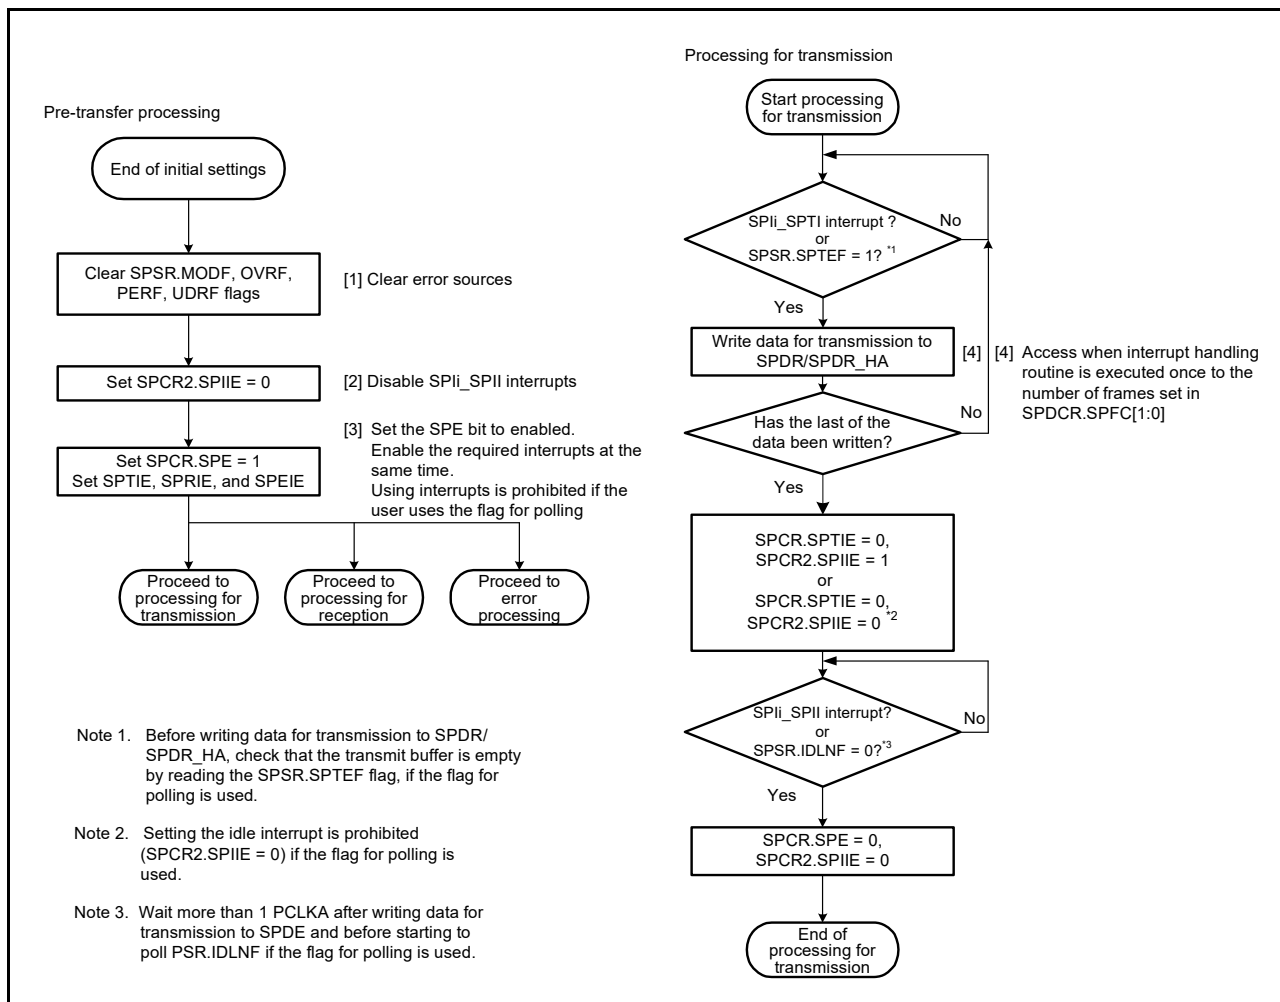 Pre-transfer processing
End of initial settings
Clear SPSR.MODF, OVRF,
PERF, UDRF flags
[1] Clear error sources
Set SPCR2.SPIIE = 0
[2] Disable SPIi_SPII interrupts
Set SPCR.SPE = 1
Set SPTIE, SPRIE, and SPEIE
[3] Set the SPE bit to enabled.
Enable the required interrupts at the
same time.
Using interrupts is prohibited if the
user uses the flag for polling
Proceed to
processing for
transmission
Proceed to
processing for
reception
Proceed to
error
processing
Note 1. Before writing data for transmission to SPDR/
SPDR_HA, check that the transmit buffer is empty
by reading the SPSR.SPTEF flag, if the flag for
polling is used.
Note 2. Setting the idle interrupt is prohibited
(SPCR2.SPIIE = 0) if the flag for polling is
used.
Note 3. Wait more than 1 PCLKA after writing data for
transmission to SPDE and before starting to
poll PSR.IDLNF if the flag for polling is used.
Processing for transmission
Start processing
for transmission
SPIi_SPTI interrupt ?
or
SPSR.SPTEF = 1? *1
No
Yes
Write data for transmission to
SPDR/SPDR_HA
[4]
[4] Access when interrupt handling
routine is executed once to the
number of frames set in
SPDCR.SPFC[1:0]
Has the last of the
data been written?
No
Yes
SPCR.SPTIE = 0,
SPCR2.SPIIE = 1
or
SPCR.SPTIE = 0,
SPCR2.SPIIE = 0 *2
SPIi_SPII interrupt?
or
SPSR.IDLNF = 0?*3
No
Yes
SPCR.SPE = 0,
SPCR2.SPIIE = 0
End of
processing for
transmission